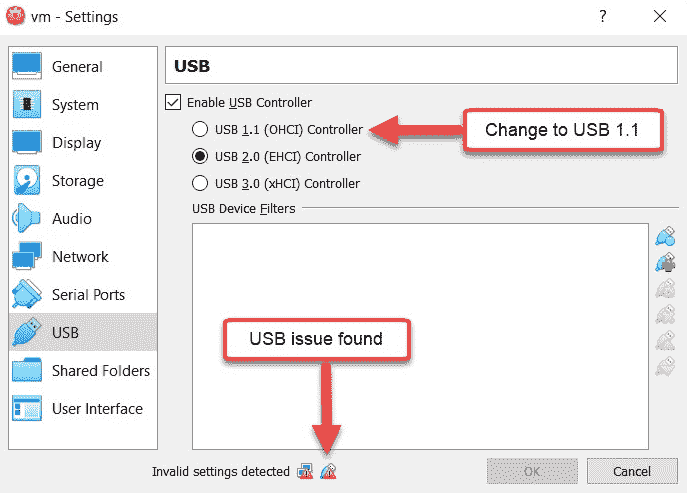 vm - Settings
?
General
System
Display
Storage
Audio
Network
Serial Ports
USB
Shared Folders
User Interface
USB
Enable USB Controller
USB 1.1 (OHCI) Controller
Change to USB 1.1
USB 2.0 (EHCI) Controller
USB 3.0 (xHCI) Controller
USB Device Filters
USB issue found
Invalid settings detected
OK
Cancel